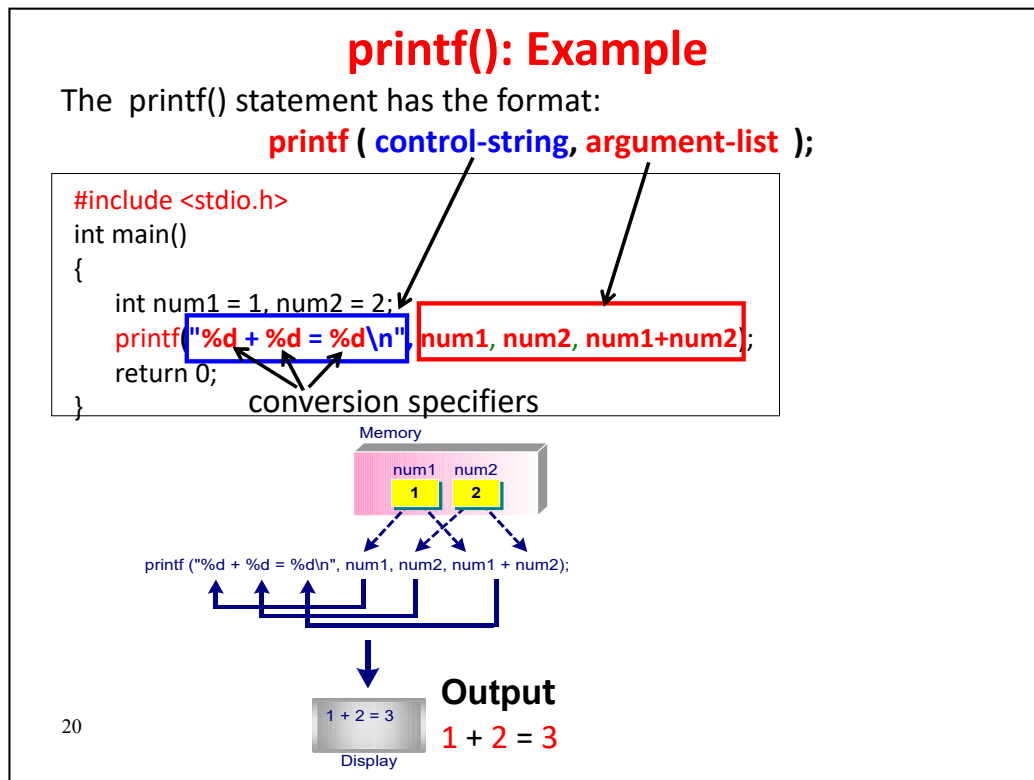 printf(): Example
The printf() statement has the format:
printf ( control-string, argument-list );
#include <stdio.h>
int main()
{
int num1 = 1, num2 = 2;
printf("%d + %d = %d\n", num1, num2, num1+num2);
return 0;
}
conversion specifiers
Memory
num1 num2
1 2
printf ("%d + %d = %d\n", num1, num2, num1 + num2);
1 + 2 = 3
Display
Output
1 + 2 = 3
20